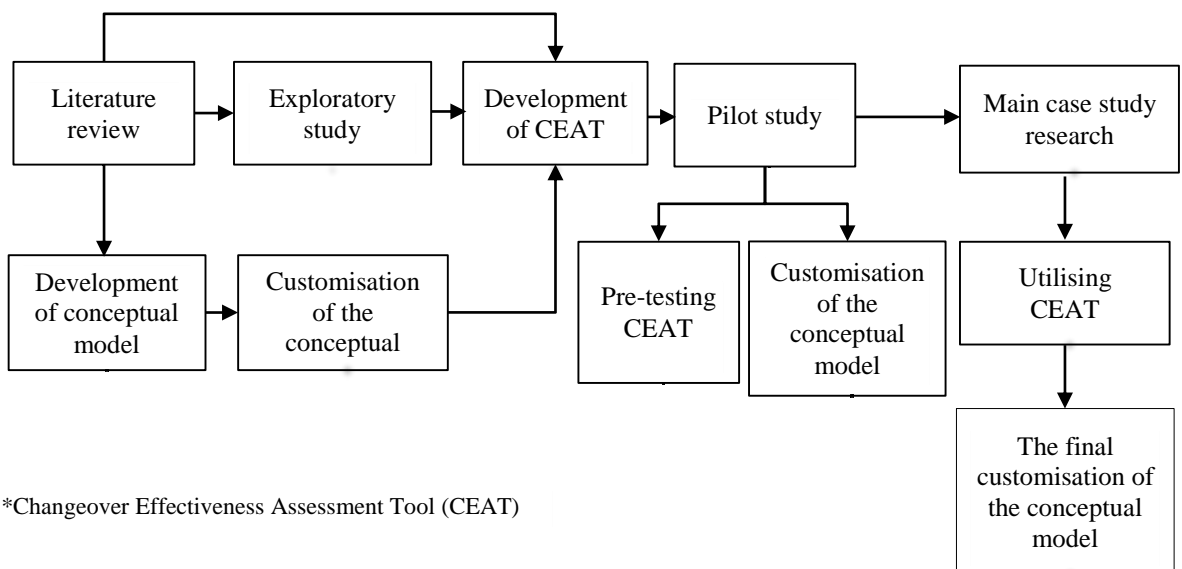 Literature
review
Exploratory
study
Development
of CEAT
Pilot study
Main case study
research
Development
of conceptual
model
Customisation
of the
conceptual
Pre-testing
CEAT
Customisation
of the
conceptual
model
Utilising
CEAT
The final
customisation of
the conceptual
model
*Changeover Effectiveness Assessment Tool (CEAT)